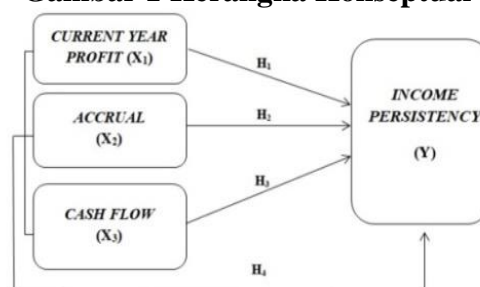 Gambar 1 Kerangka Konseptual
CURRENT YEAR
PROFIT (X₁)
H₁
ACCRUAL
(X₂)
H₂
INCOME
PERSISTENCY
(Y)
CASH FLOW
(X₃)
H₃
H₄